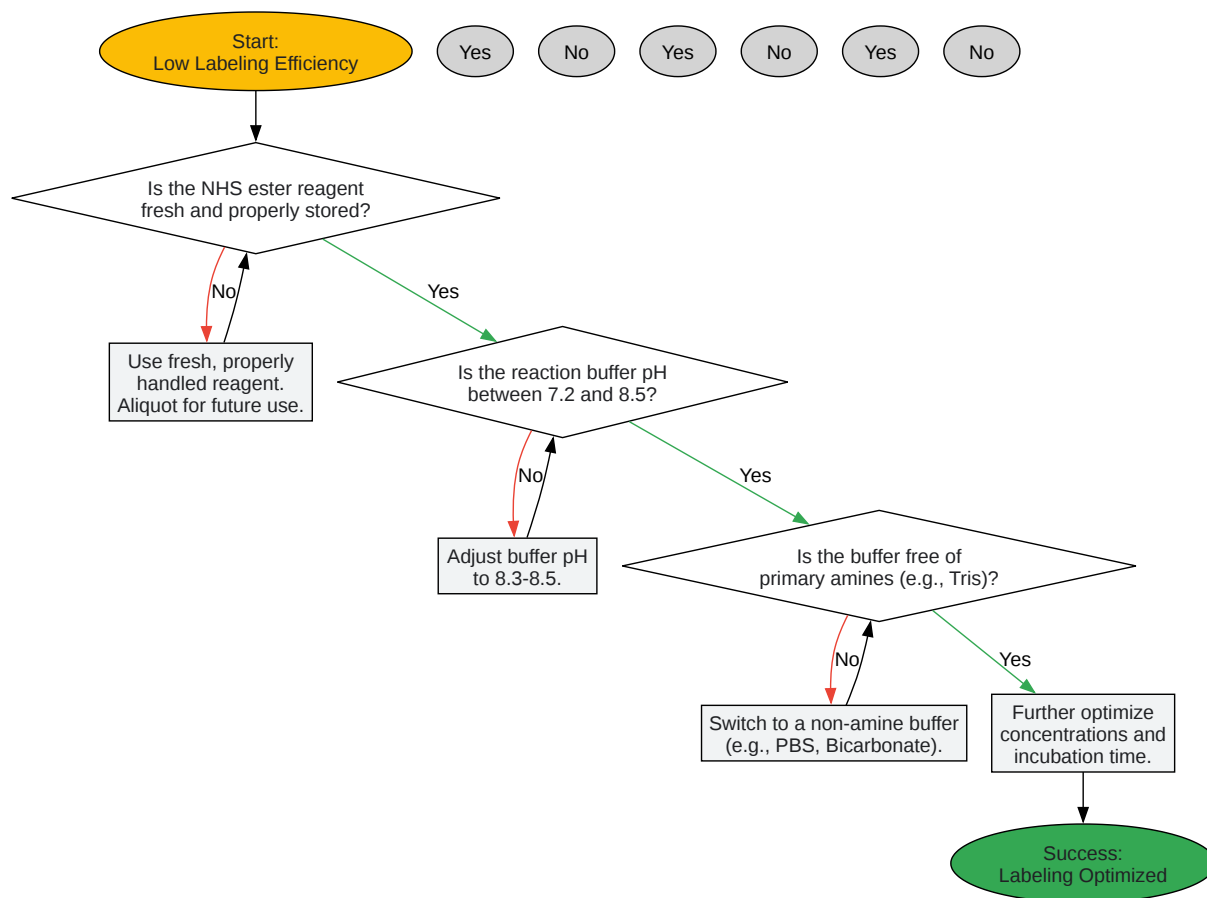 Start:
Low Labeling Efficiency
Yes
No
Yes
No
Yes
No
Is the NHS ester reagent
fresh and properly stored?
No
Yes
Use fresh, properly
handled reagent.
Aliquot for future use.
Is the reaction buffer pH
between 7.2 and 8.5?
No
Yes
Adjust buffer pH
to 8.3-8.5.
Is the buffer free of
primary amines (e.g., Tris)?
No
Yes
Switch to a non-amine buffer
(e.g., PBS, Bicarbonate).
Further optimize
concentrations and
incubation time.
Success:
Labeling Optimized